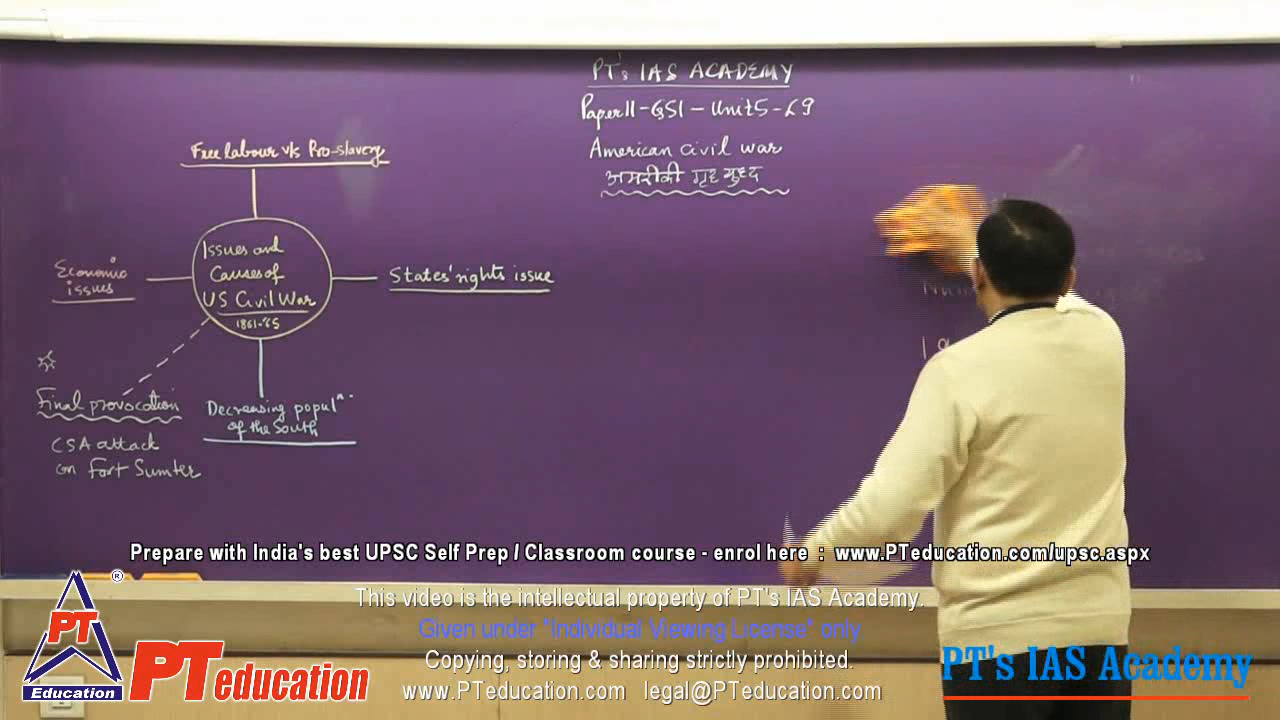 PT's IAS ACADEMY
Paper II - GS1 - Unit 5 - L9
American civil war
अमरीकी गृह युध्द
Free labour v/s Pro-slavery
Issues and
Causes of
US Civil War
1861-65
Economic
issues
States' rights issue
Final provocation
CSA attack
on Fort Sumter
Decreasing populn.
of the South
Prepare with India's best UPSC Self Prep / Classroom course - enrol here : www.PTeducation.com/upsc.aspx
This video is the intellectual property of PT's IAS Academy.
Given under "Individual Viewing License" only
Copying, storing & sharing strictly prohibited.
www.PTeducation.com legal@PTeducation.com
PT
Education
®
PT education
PT's IAS Academy